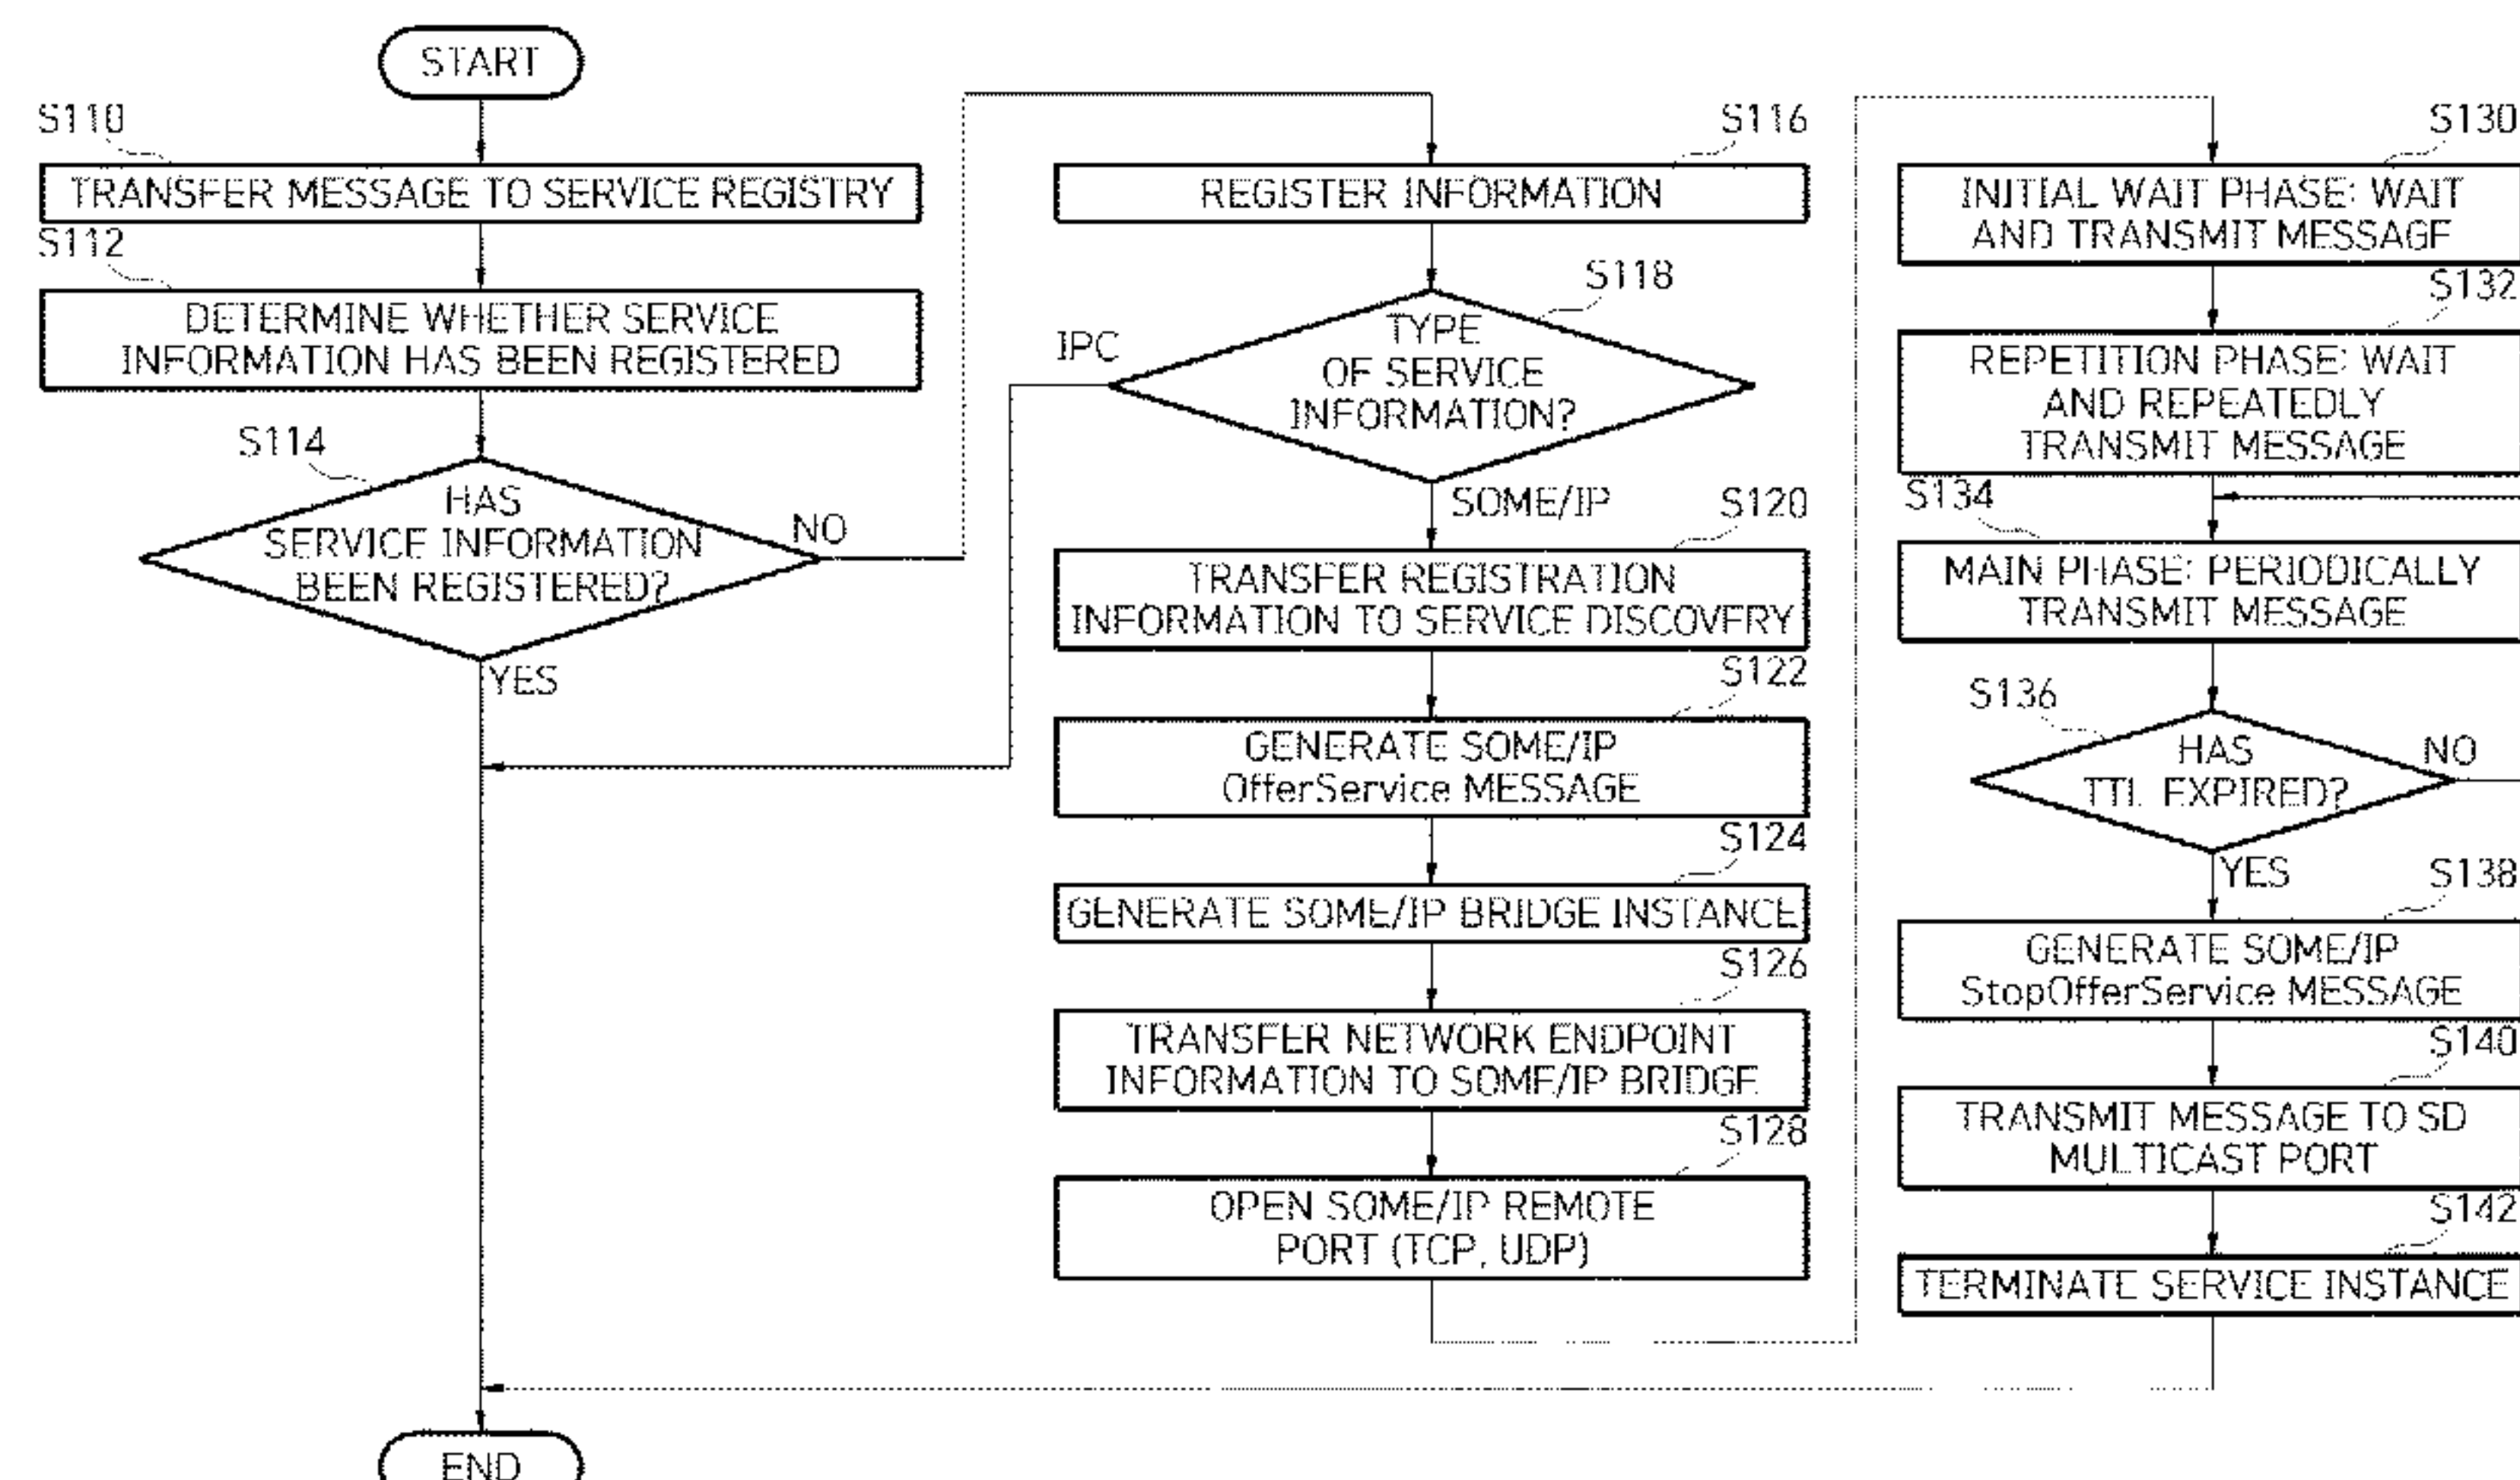 START
S110
TRANSFER MESSAGE TO SERVICE REGISTRY
S112
DETERMINE WHETHER SERVICE
INFORMATION HAS BEEN REGISTERED
S114
HAS
SERVICE INFORMATION
BEEN REGISTERED?
NO
YES
END
S116
REGISTER INFORMATION
S118
TYPE
OF SERVICE
INFORMATION?
IPC
SOME/IP
S120
TRANSFER REGISTRATION
INFORMATION TO SERVICE DISCOVERY
S122
GENERATE SOME/IP
OfferService MESSAGE
S124
GENERATE SOME/IP BRIDGE INSTANCE
S126
TRANSFER NETWORK ENDPOINT
INFORMATION TO SOME/IP BRIDGE
S128
OPEN SOME/IP REMOTE
PORT (TCP, UDP)
S130
INITIAL WAIT PHASE: WAIT
AND TRANSMIT MESSAGE
S132
REPETITION PHASE: WAIT
AND REPEATEDLY
TRANSMIT MESSAGE
S134
MAIN PHASE: PERIODICALLY
TRANSMIT MESSAGE
S136
HAS
TTL EXPIRED?
NO
YES
S138
GENERATE SOME/IP
StopOfferService MESSAGE
S140
TRANSMIT MESSAGE TO SD
MULTICAST PORT
S142
TERMINATE SERVICE INSTANCE